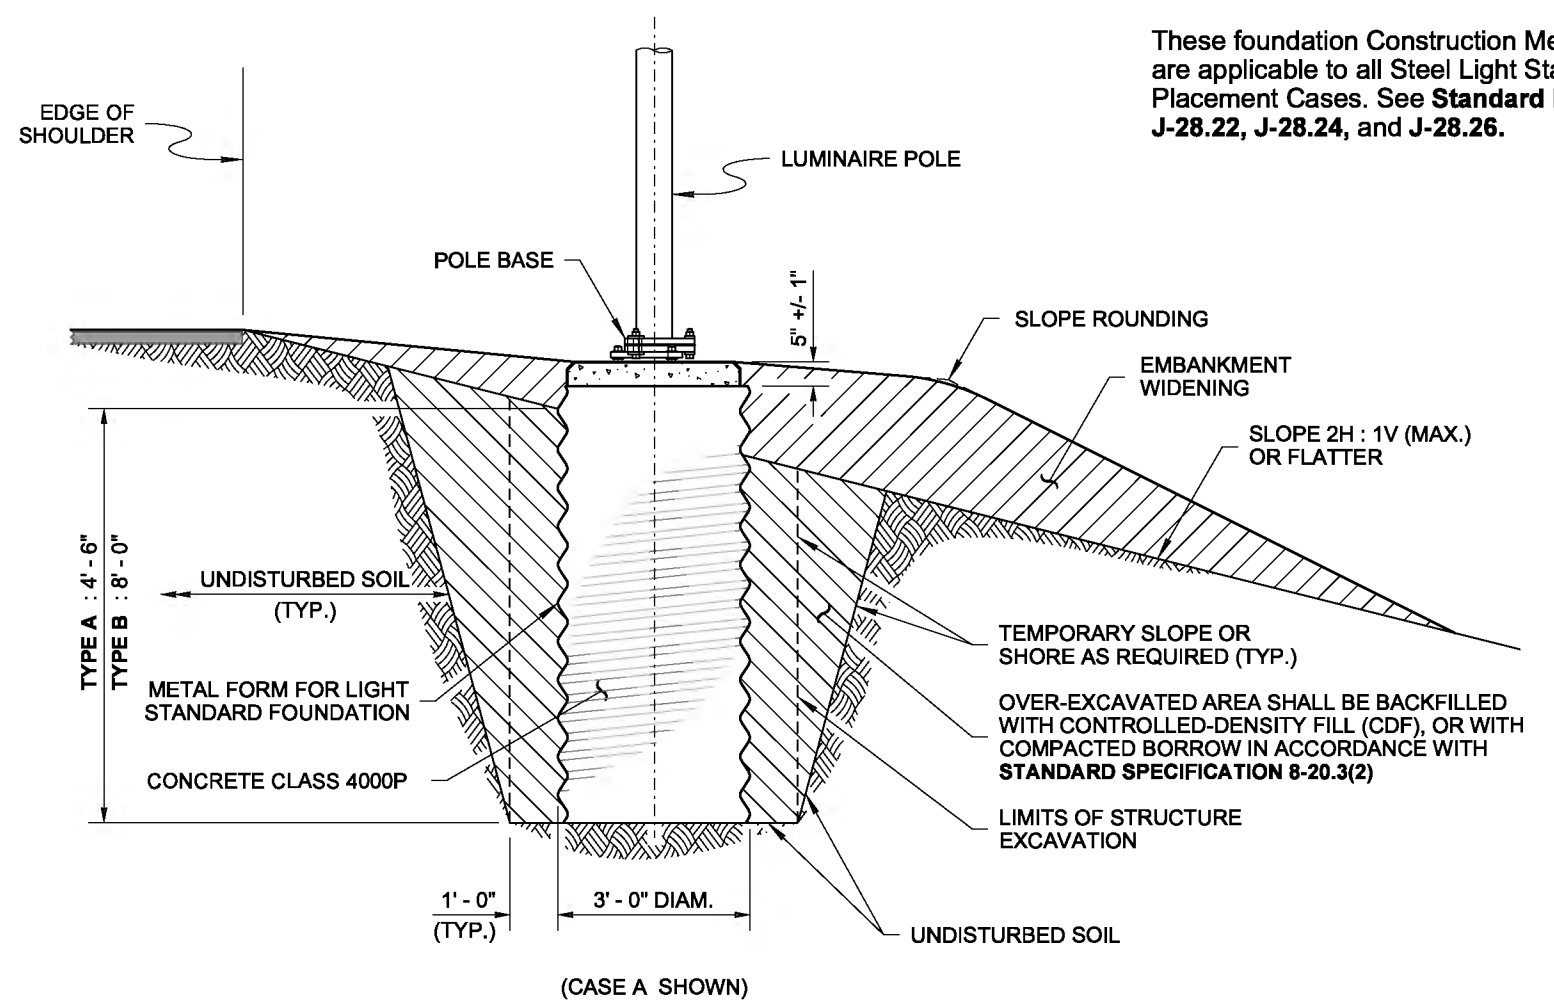 These foundation Construction
are applicable to all Steel Light
Placement Cases. See Standard
J-28.22, J-28.24, and J-28.26.
EDGE OF
SHOULDER
LUMINAIRE POLE
POLE BASE
5" +/- 1"
SLOPE ROUNDING
EMBANKMENT
WIDENING
SLOPE 2H : 1V (MAX.)
OR FLATTER
TYPE A : 4' - 6"
TYPE B : 8' - 0"
UNDISTURBED SOIL
(TYP.)
METAL FORM FOR LIGHT
STANDARD FOUNDATION
CONCRETE CLASS 4000P
TEMPORARY SLOPE OR
SHORE AS REQUIRED (TYP.)
OVER-EXCAVATED AREA SHALL BE BACKFILLED
WITH CONTROLLED-DENSITY FILL (CDF), OR WITH
COMPACTED BORROW IN ACCORDANCE WITH
STANDARD SPECIFICATION 8-20.3(2)
LIMITS OF STRUCTURE
EXCAVATION
1' - 0"
(TYP.)
3' - 0" DIAM.
UNDISTURBED SOIL
(CASE A SHOWN)